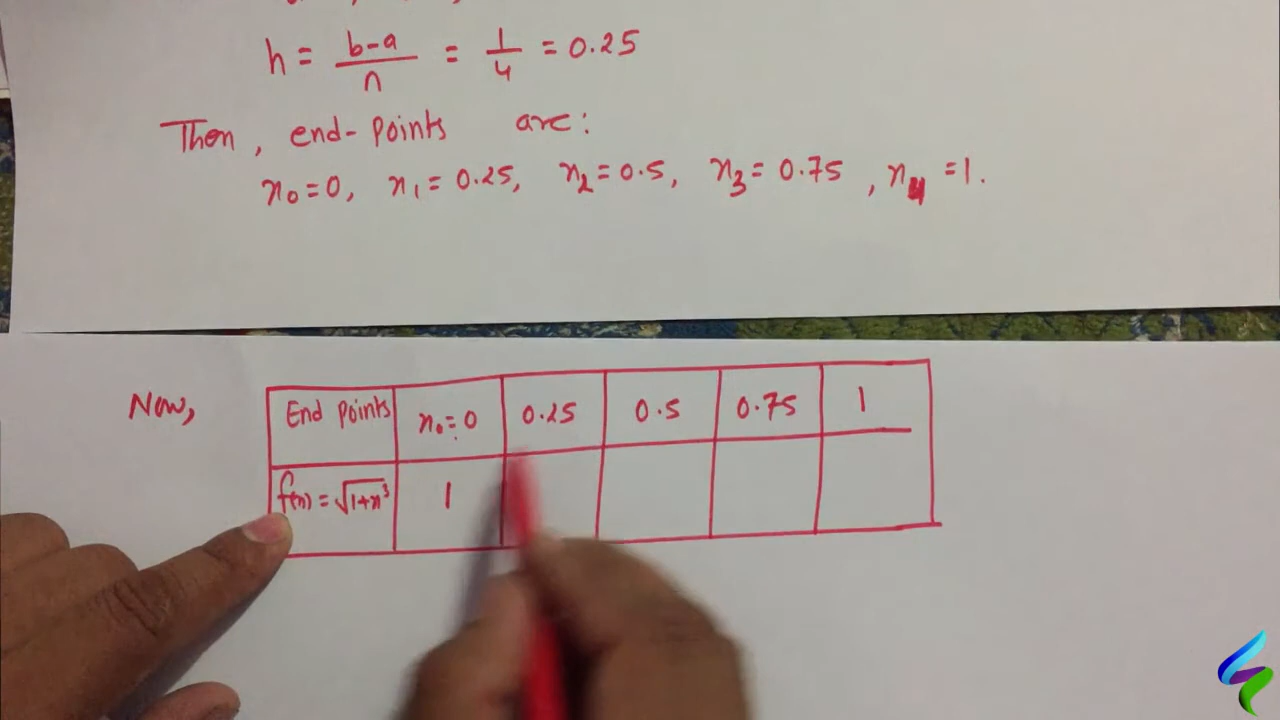 h = b-a/n = 1/4 = 0.25
Then, end-points are:
x₀=0, x₁=0.25, x₂=0.5, x₃=0.75, x₄=1.
Now,
End points x₀=0 0.25 0.5 0.75 1
f(x)=√1+x³ 1